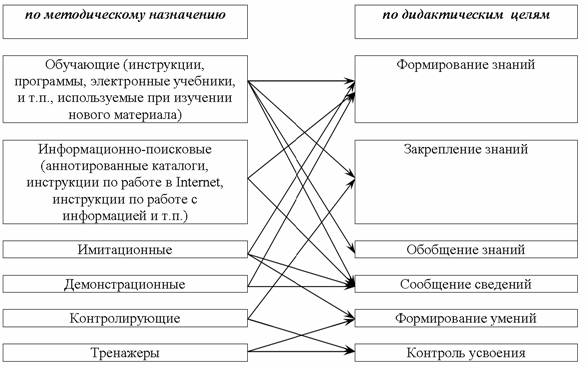 по методическому назначению
по дидактическим целям
Обучающие (инструкции,
программы, электронные учебники,
и т.п., используемые при изучении
нового материала)
Формирование знаний
Информационно-поисковые
(аннотированные каталоги,
инструкции по работе в Internet,
инструкции по работе с
информацией и т.п.)
Закрепление знаний
Имитационные
Обобщение знаний
Демонстрационные
Сообщение сведений
Контролирующие
Формирование умений
Тренажеры
Контроль усвоения